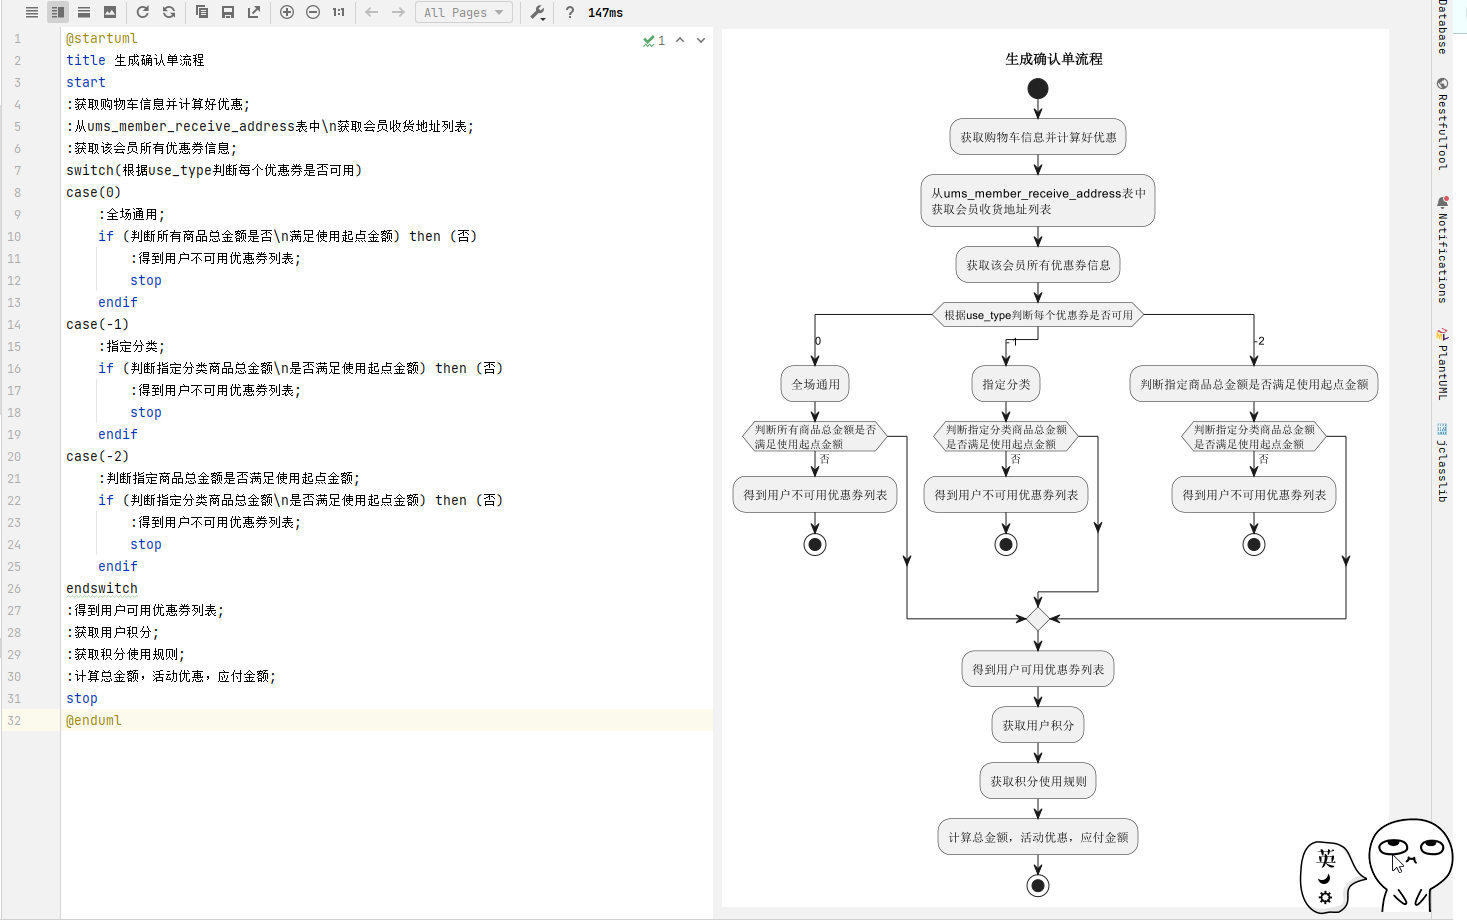 1:1
All Pages
?
147ms
1 @startuml
2 title 生成确认单流程
3 start
4 :获取购物车信息并计算好优惠;
5 :从ums_member_receive_address表中\n获取会员收货地址列表;
6 :获取该会员所有优惠券信息;
7 switch(根据use_type判断每个优惠券是否可用)
8 case(0)
9 :全场通用;
10 if (判断所有商品总金额是否\n满足使用起点金额) then (否)
11 :得到用户不可用优惠券列表;
12 stop
13 endif
14 case(-1)
15 :指定分类;
16 if (判断指定分类商品总金额\n是否满足使用起点金额) then (否)
17 :得到用户不可用优惠券列表;
18 stop
19 endif
20 case(-2)
21 :判断指定商品总金额是否满足使用起点金额;
22 if (判断指定分类商品总金额\n是否满足使用起点金额) then (否)
23 :得到用户不可用优惠券列表;
24 stop
25 endif
26 endswitch
27 :得到用户可用优惠券列表;
28 :获取用户积分;
29 :获取积分使用规则;
30 :计算总金额，活动优惠，应付金额;
31 stop
32 @enduml
1
生成确认单流程
获取购物车信息并计算好优惠
从ums_member_receive_address表中
获取会员收货地址列表
获取该会员所有优惠券信息
根据use_type判断每个优惠券是否可用
0
-1
-2
全场通用
指定分类
判断指定商品总金额是否满足使用起点金额
判断所有商品总金额是否
满足使用起点金额
判断指定分类商品总金额
是否满足使用起点金额
判断指定分类商品总金额
是否满足使用起点金额
否
否
否
得到用户不可用优惠券列表
得到用户不可用优惠券列表
得到用户不可用优惠券列表
得到用户可用优惠券列表
获取用户积分
获取积分使用规则
计算总金额，活动优惠，应付金额
Database
RestfulTool
Notifications
PlantUML
jclasslib
英